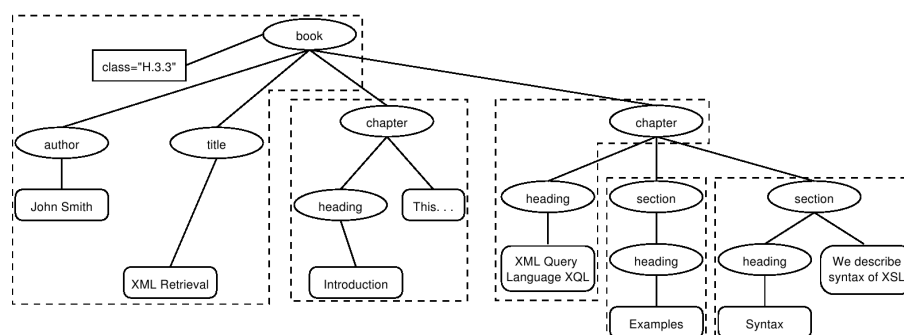 book
class="H.3.3"
chapter
chapter
author
title
John Smith
heading
This. . .
heading
section
section
XML Retrieval
Introduction
XML Query
Language XQL
heading
heading
We describe
syntax of XSL
Examples
Syntax